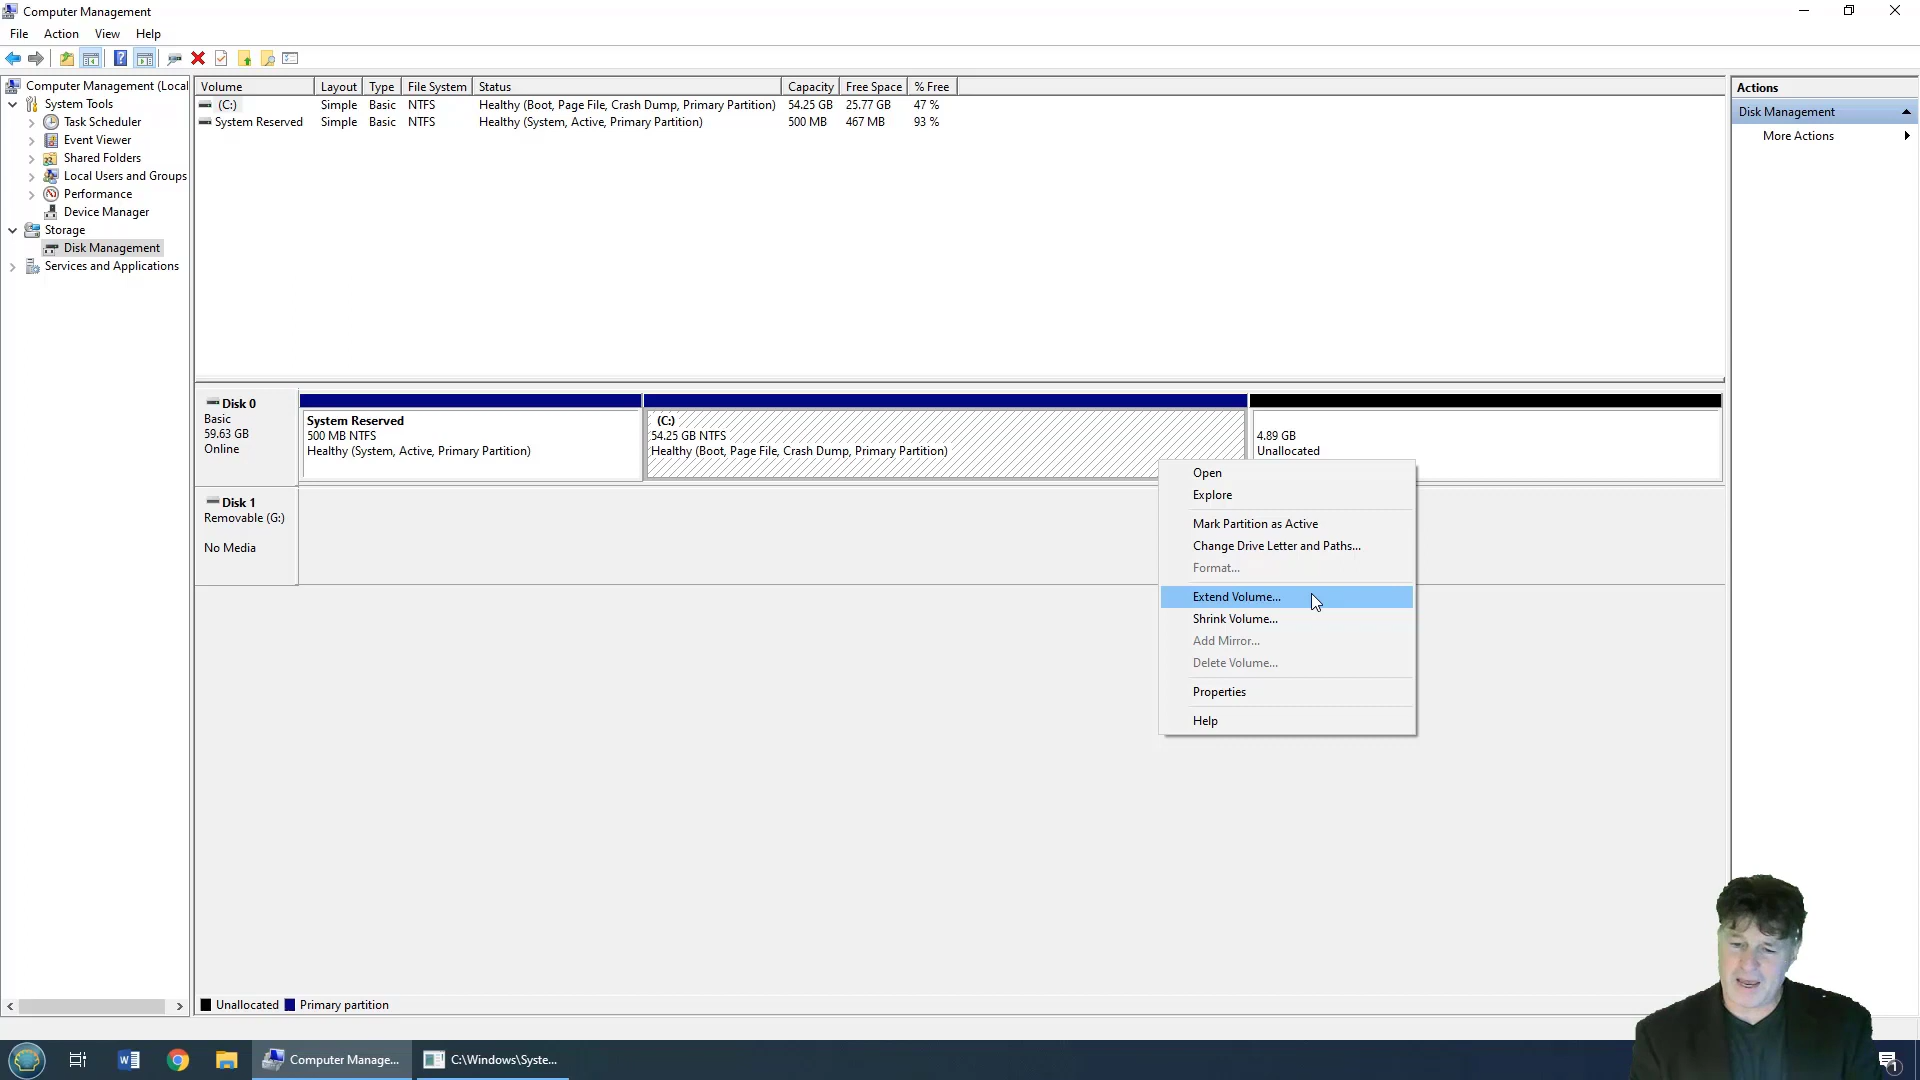 Computer Management
File Action View Help
Computer Management (Local
System Tools
Task Scheduler
Event Viewer
Shared Folders
Local Users and Groups
Performance
Device Manager
Storage
Disk Management
Services and Applications
Volume Layout Type File System Status Capacity Free Space % Free
(C:) Simple Basic NTFS Healthy (Boot, Page File, Crash Dump, Primary Partition) 54.25 GB 25.77 GB 47 %
System Reserved Simple Basic NTFS Healthy (System, Active, Primary Partition) 500 MB 467 MB 93 %
Actions
Disk Management
More Actions
Disk 0
Basic
59.63 GB
Online
System Reserved
500 MB NTFS
Healthy (System, Active, Primary Partition)
(C:)
54.25 GB NTFS
Healthy (Boot, Page File, Crash Dump, Primary Partition)
4.89 GB
Unallocated
Disk 1
Removable (G:)
No Media
Open
Explore
Mark Partition as Active
Change Drive Letter and Paths...
Format...
Extend Volume...
Shrink Volume...
Add Mirror...
Delete Volume...
Properties
Help
Unallocated Primary partition
Computer Manage...
C:\Windows\Syste...
1